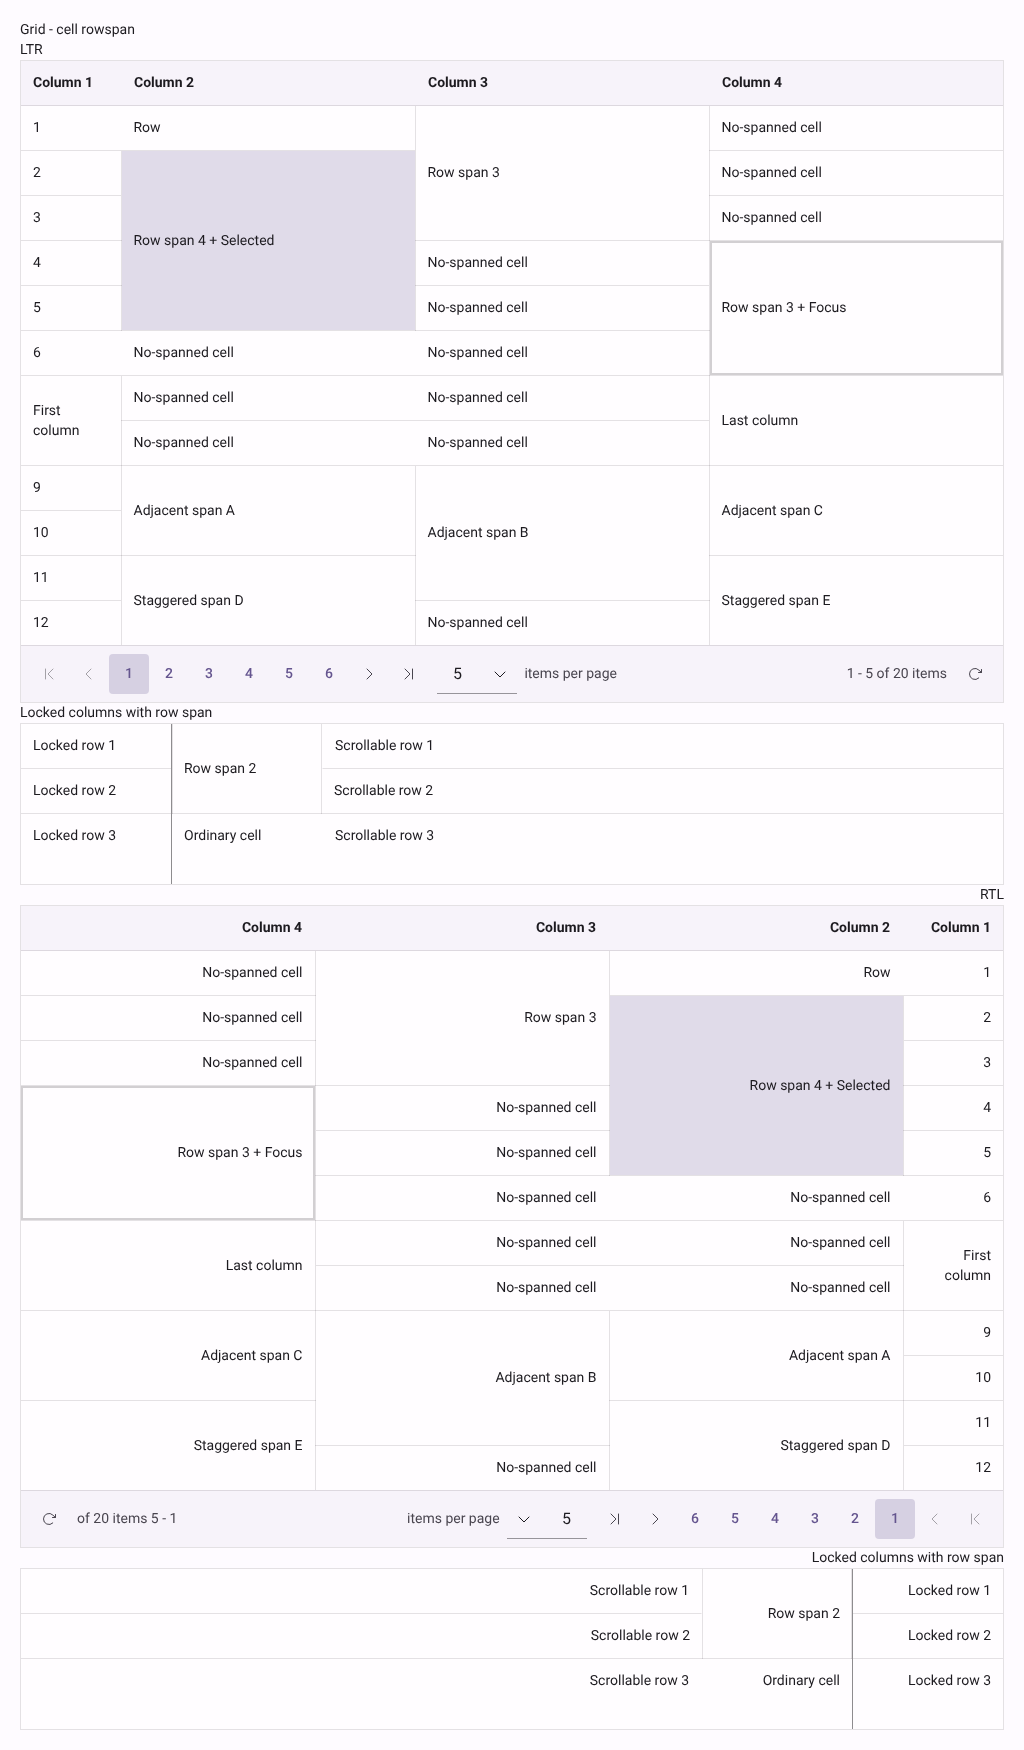 Grid - cell rowspan
LTR
Column 1 Column 2 Column 3 Column 4
1 Row Row span 3 No-spanned cell
2 Row span 4 + Selected No-spanned cell
3 No-spanned cell
4 No-spanned cell Row span 3 + Focus
5 No-spanned cell
6 No-spanned cell No-spanned cell
First
column
No-spanned cell No-spanned cell Last column
No-spanned cell No-spanned cell
9 Adjacent span A Adjacent span B Adjacent span C
10
11 Staggered span D Staggered span E
12 No-spanned cell
1 2 3 4 5 6 5 items per page 1 - 5 of 20 items
Locked columns with row span
Locked row 1 Row span 2 Scrollable row 1
Locked row 2 Scrollable row 2
Locked row 3 Ordinary cell Scrollable row 3
RTL
Column 4 Column 3 Column 2 Column 1
No-spanned cell Row span 3 Row 1
No-spanned cell Row span 4 + Selected 2
No-spanned cell 3
Row span 3 + Focus No-spanned cell 4
No-spanned cell 5
No-spanned cell No-spanned cell 6
Last column No-spanned cell No-spanned cell First
column
No-spanned cell No-spanned cell
Adjacent span C Adjacent span B Adjacent span A 9
10
Staggered span E Staggered span D 11
No-spanned cell 12
of 20 items 5 - 1 items per page 5 6 5 4 3 2 1
Locked columns with row span
Scrollable row 1 Row span 2 Locked row 1
Scrollable row 2 Locked row 2
Scrollable row 3 Ordinary cell Locked row 3